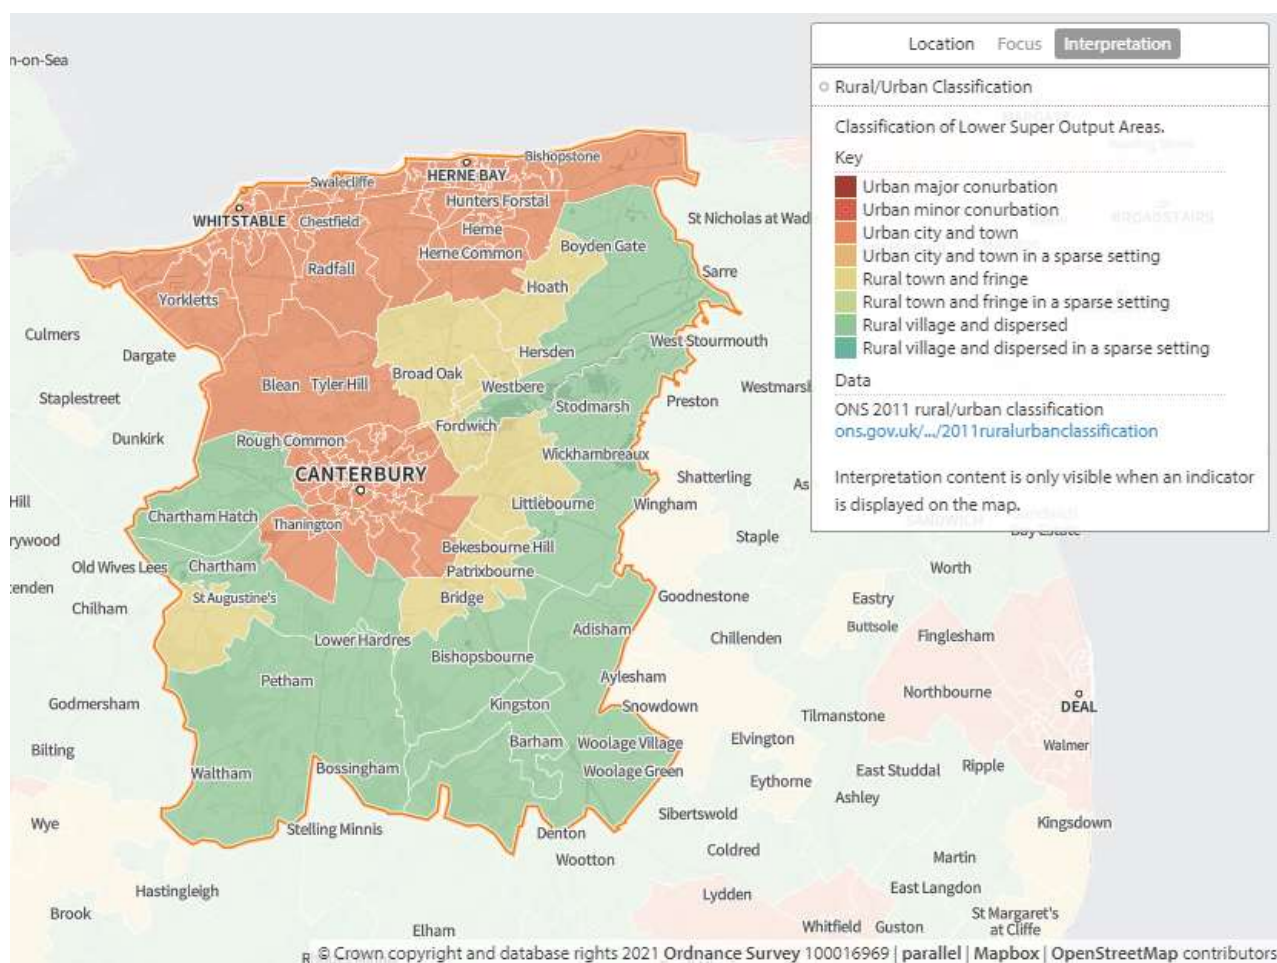 n-on-Sea
Location Focus Interpretation
Rural/Urban Classification
Classification of Lower Super Output Areas.
Key
Urban major conurbation
Urban minor conurbation
Urban city and town
Urban city and town in a sparse setting
Rural town and fringe
Rural town and fringe in a sparse setting
Rural village and dispersed
Rural village and dispersed in a sparse setting
Data
ONS 2011 rural/urban classification
ons.gov.uk/.../2011ruralurbanclassification
Interpretation content is only visible when an indicator
is displayed on the map.
Bishopstone
HERNE BAY
Swalecliffe
Hunters Forstal
WHITSTABLE
Chestfield
St Nicholas at Wad
Herne
Boyden Gate
Herne Common
Radfall
Sarre
Hoath
Yorkletts
Culmers
West Stourmouth
Dargate
Hersden
Broad Oak
Blean
Tyler Hill
Westbere
Westmarsh
Staplestreet
Preston
Stodmarsh
Fordwich
Dunkirk
Rough Common
Wickhambreaux
CANTERBURY
Shatterling
As
Hill
Littlebourne
Wingham
Chartham Hatch
Thanington
Staple
rywood
Bekesbourne Hill
Old Wives Lees
Chartham
Patrixbourne
Worth
enden
St Augustine's
Bridge
Goodnestone
Eastry
Chilham
Buttsole
Adisham
Finglesham
Lower Hardres
Chillenden
Bishopsbourne
Petham
Aylesham
Northbourne
Godmersham
Kingston
Snowdown
DEAL
Tilmanstone
Barham
Woolage Village
Elvington
Walmer
Bilting
Waltham
Bossingham
Woolage Green
East Studdal
Ripple
Eythorne
Ashley
Sibertswold
Wye
Stelling Minnis
Denton
Kingsdown
Coldred
Wootton
Martin
Hastingleigh
Lydden
East Langdon
Brook
St Margaret's
at Cliffe
Whitfield
Guston
Elham
© Crown copyright and database rights 2021 Ordnance Survey 100016969 | parallel | Mapbox | OpenStreetMap contributors